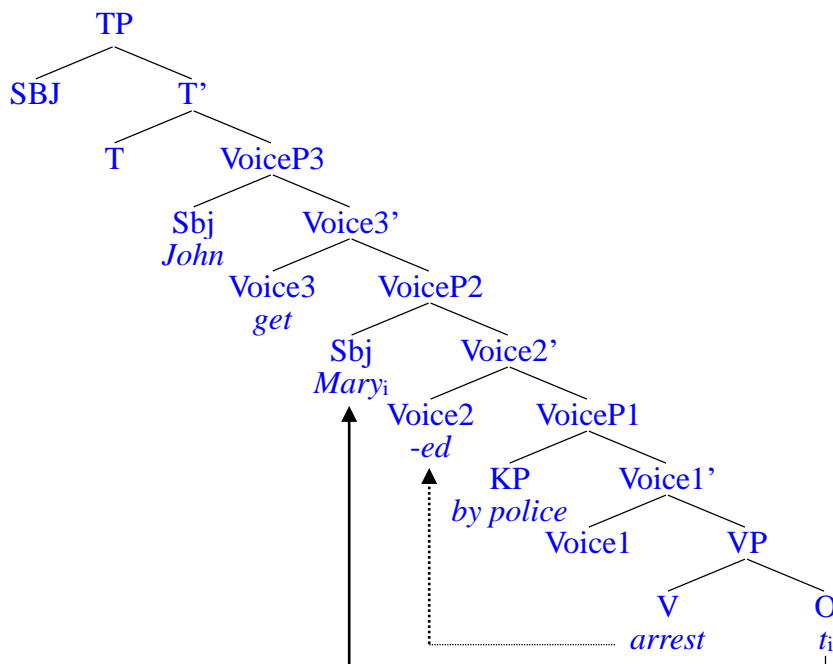 TP
SBJ T’
T VoiceP3
Sbj Voice3’
John
Voice3 VoiceP2
get
Sbj Voice2’
Maryi
Voice2 VoiceP1
-ed
KP Voice1’
by police
Voice1 VP
V O
arrest ti